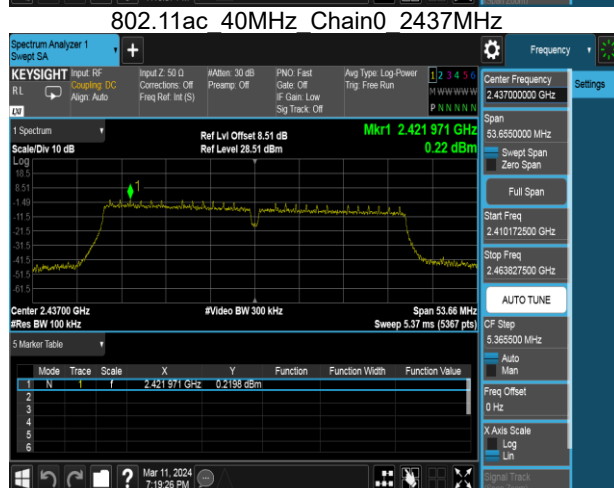 802.11ac_40MHz_Chain0_2437MHz
Spectrum Analyzer 1
Swept SA
Frequency
KEYSIGHT
RL
Input: RF
Coupling: DC
Align: Auto
Input Z: 50 Ω
Corrections: Off
Freq Ref: Int (S)
#Atten: 30 dB
Preamp: Off
PNO: Fast
Gate: Off
IF Gain: Low
Sig Track: Off
Avg Type: Log-Power
Trig: Free Run
1 2 3 4 5 6
M W W W W W
P N N N N N
Center Frequency
2.437000000 GHz
Settings
Span
53.6550000 MHz
Swept Span
Zero Span
Full Span
Start Freq
2.410172500 GHz
Stop Freq
2.463827500 GHz
AUTO TUNE
CF Step
5.365500 MHz
Auto
Man
Freq Offset
0 Hz
X Axis Scale
Log
Lin
Signal Track
1 Spectrum
Scale/Div 10 dB
Ref Lvl Offset 8.51 dB
Ref Level 28.51 dBm
Mkr1 2.421 971 GHz
0.22 dBm
Log
18.5
8.51
-1.49
-11.5
-21.5
-31.5
-41.5
-51.5
-61.5
1
Center 2.43700 GHz
#Res BW 100 kHz
#Video BW 300 kHz
Span 53.66 MHz
Sweep 5.37 ms (5367 pts)
5 Marker Table
Mode Trace Scale X Y Function Function Width Function Value
1 N 1 f 2.421 971 GHz 0.2198 dBm
2
3
4
5
6
Mar 11, 2024
7:19:26 PM